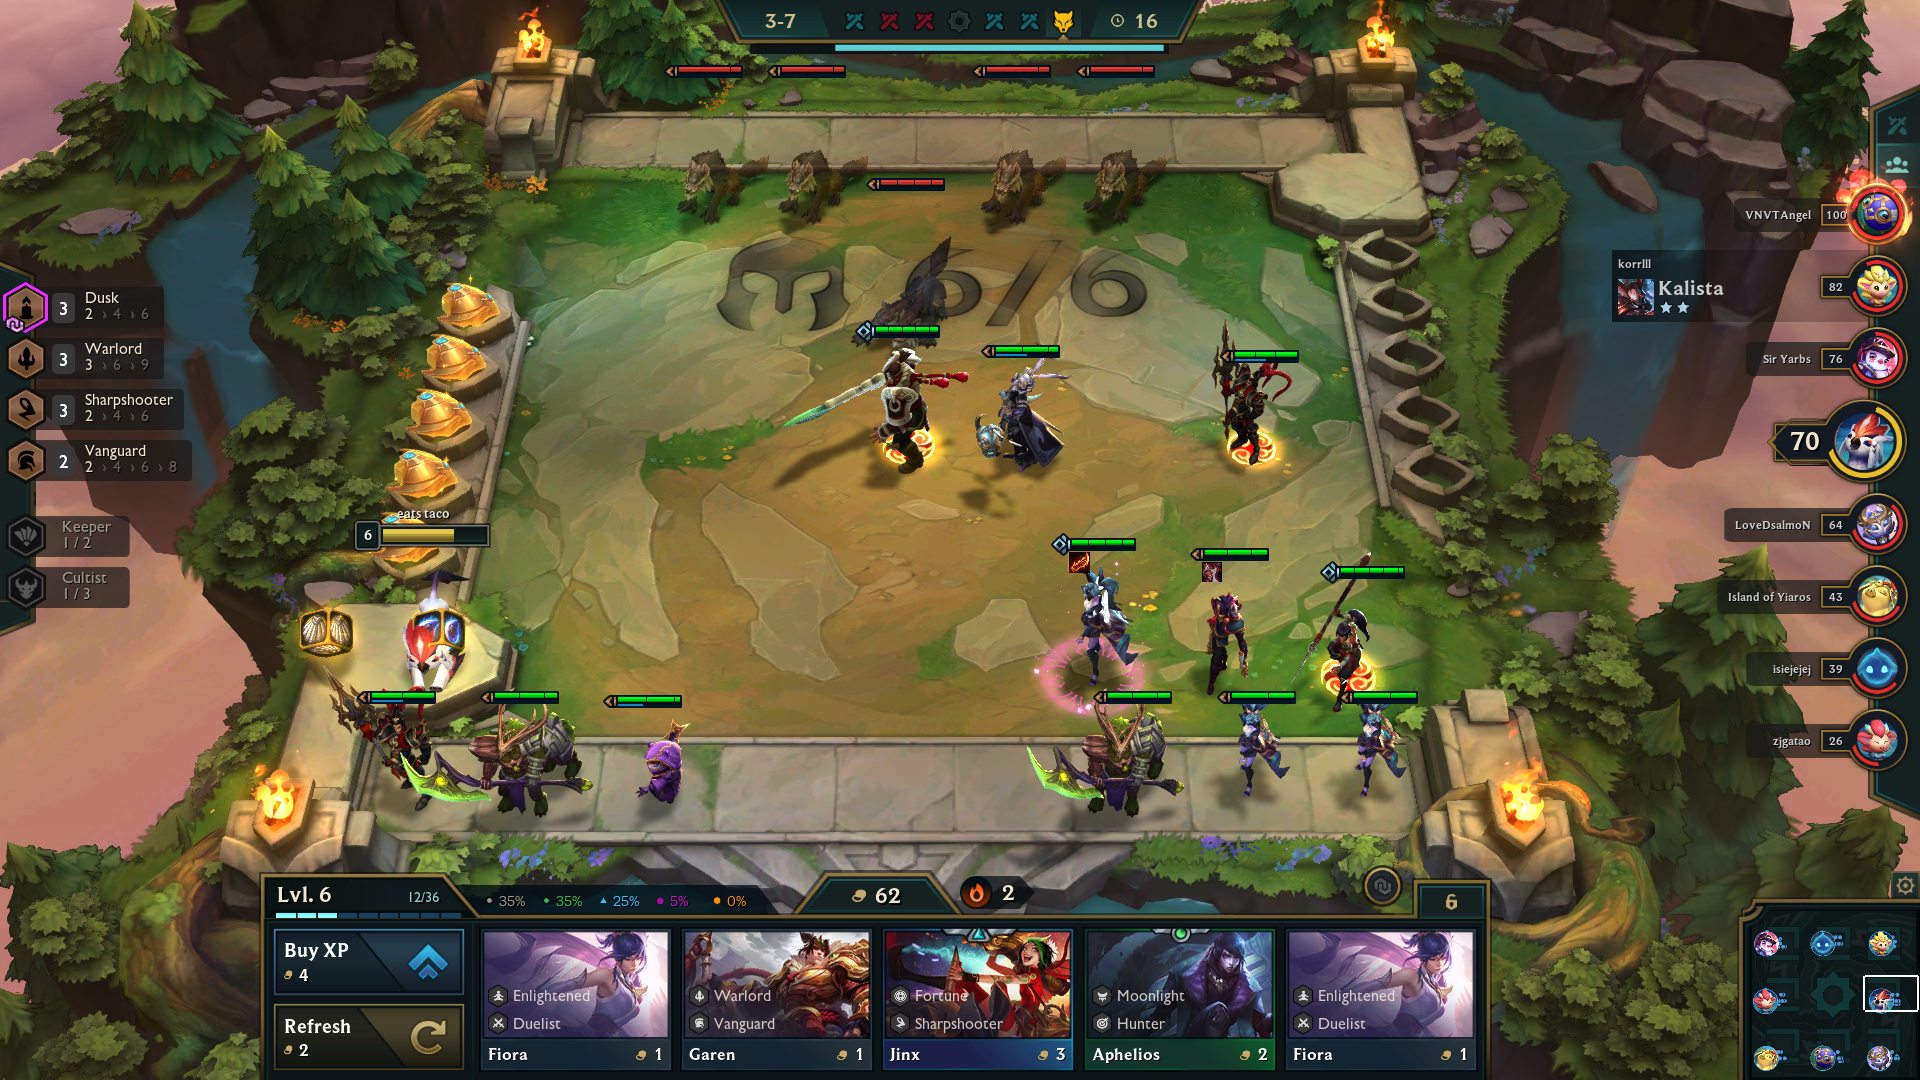 3-7
16
6/6
VNVTAngel 100
korrlll
Kalista
82
Sir Yarbs 76
70
LoveDsalmoN 64
Island of Yiaros 43
isiejejej 39
zjgatao 26
3 Dusk
2 › 4 › 6
3 Warlord
3 › 6 › 9
3 Sharpshooter
2 › 4 › 6
2 Vanguard
2 › 4 › 6 › 8
Keeper
1 / 2
Cultist
1 / 3
eats taco
6
Lvl. 6 12/36
35% 35% 25% 5% 0%
62
2
6
Buy XP
4
Refresh
2
Enlightened
Duelist
Fiora 1
Warlord
Vanguard
Garen 1
Fortune
Sharpshooter
Jinx 3
Moonlight
Hunter
Aphelios 2
Enlightened
Duelist
Fiora 1